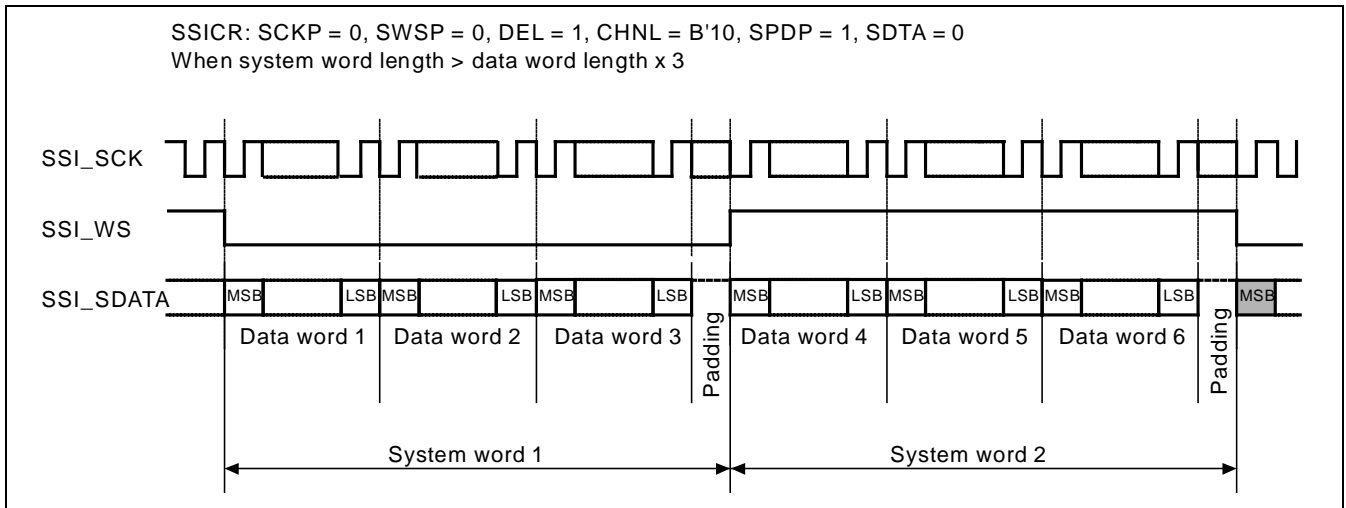 SSICR: SCKP = 0, SWSP = 0, DEL = 1, CHNL = B'10, SPDP = 1, SDTA = 0
When system word length > data word length x 3
SSI_SCK
SSI_WS
SSI_SDATA
MSB LSB MSB LSB MSB LSB MSB LSB MSB LSB MSB LSB MSB
Data word 1 Data word 2 Data word 3 Padding Data word 4 Data word 5 Data word 6 Padding
System word 1 System word 2